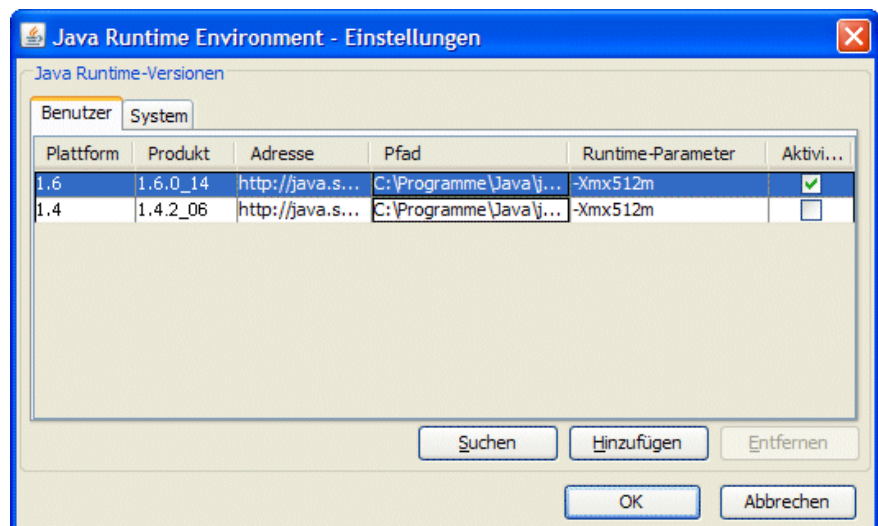 Java Runtime Environment - Einstellungen
Java Runtime-Versionen
Benutzer System
Plattform Produkt Adresse Pfad Runtime-Parameter Aktivi...
1.6 1.6.0_14 http://java.s... C:\Programme\Java\j... -Xmx512m
1.4 1.4.2_06 http://java.s... C:\Programme\Java\j... -Xmx512m
Suchen Hinzufügen Entfernen
OK Abbrechen